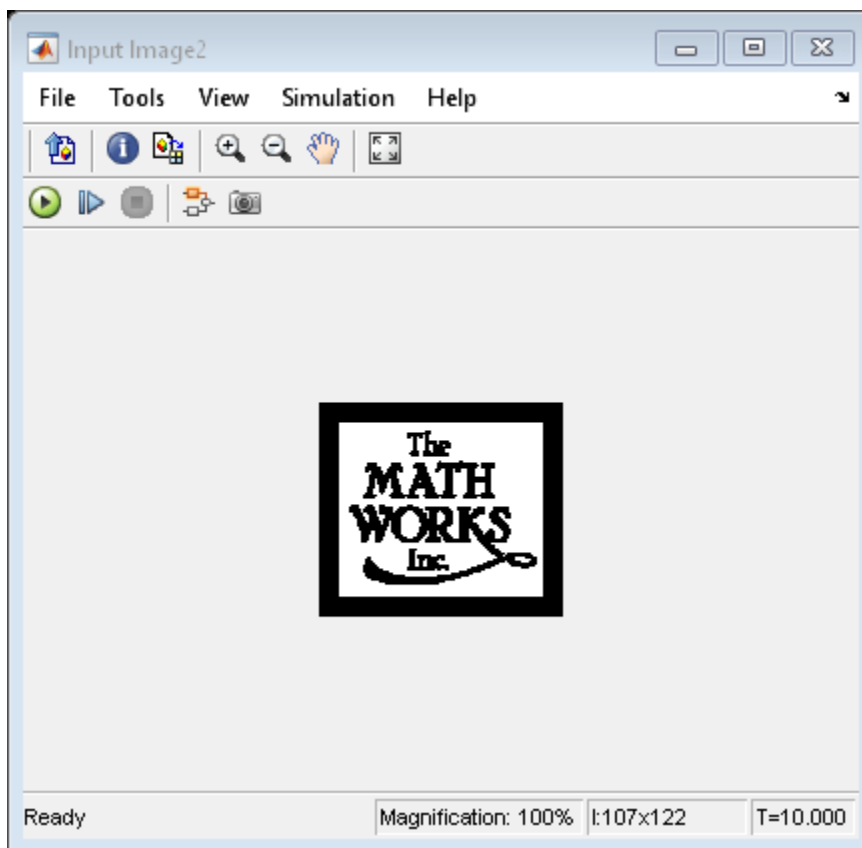 Input Image2
File Tools View Simulation Help
The
MATH
WORKS
Inc.
Ready Magnification: 100% I:107x122 T=10.000